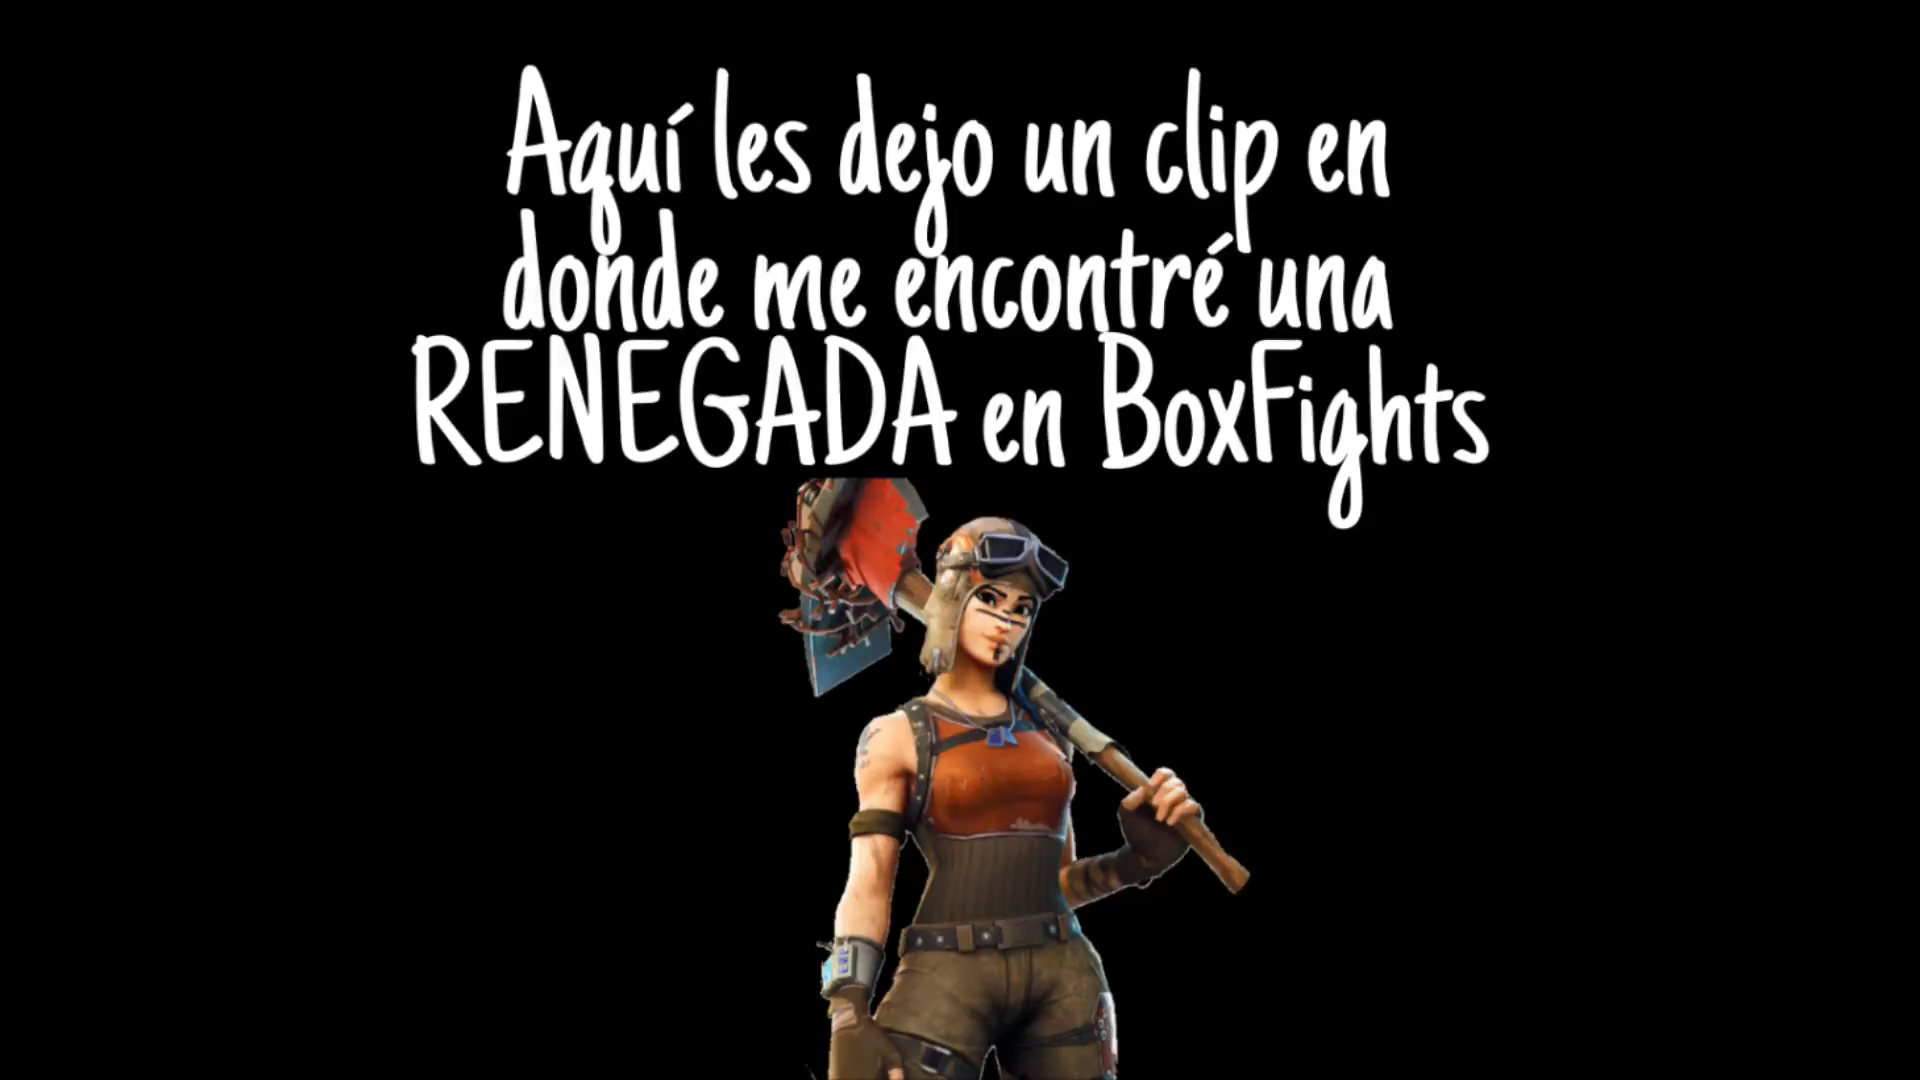 Aquí les dejo un clip en
donde me encontré una
RENEGADA en BoxFights